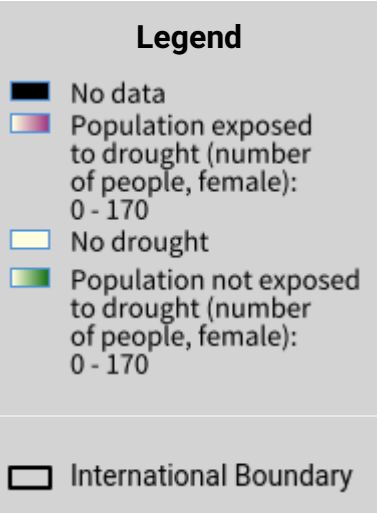 Legend
No data
Population exposed
to drought (number
of people, female):
0 - 170
No drought
Population not exposed
to drought (number
of people, female):
0 - 170
International Boundary